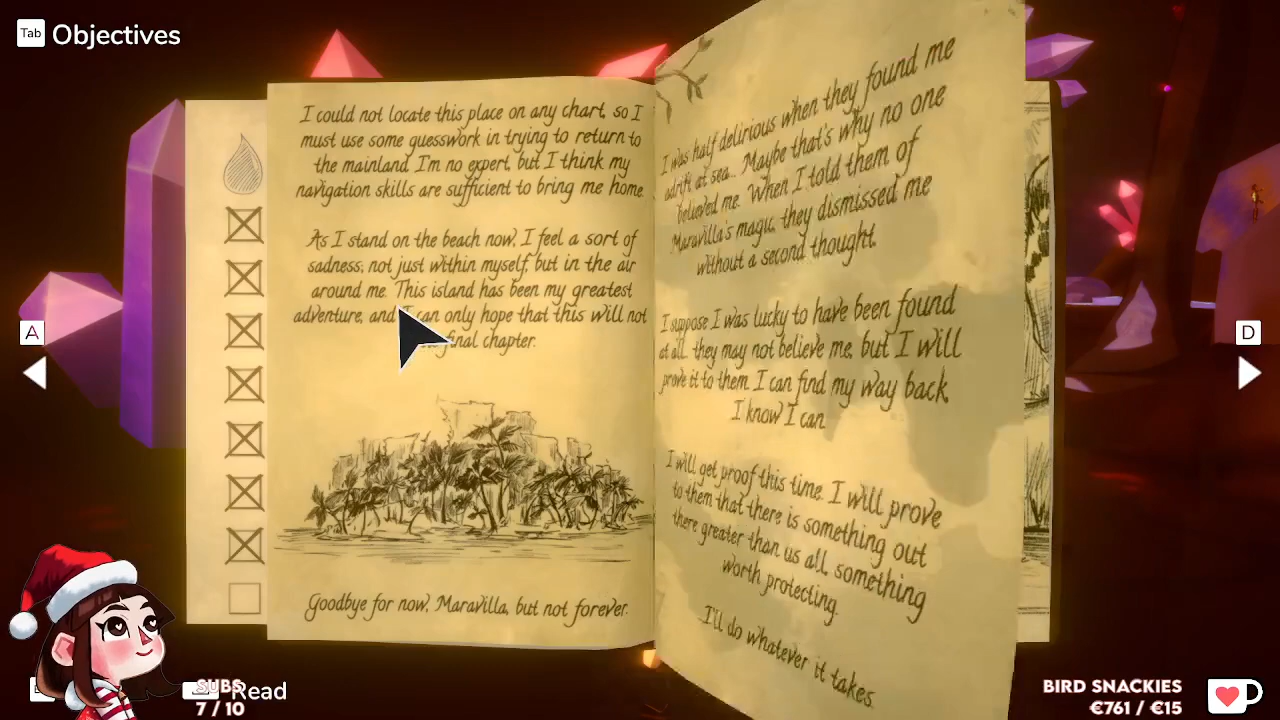 Tab Objectives
I could not locate this place on any chart, so I
must use some guesswork in trying to return to
the mainland. I'm no expert, but I think my
navigation skills are sufficient to bring me home.
As I stand on the beach now, I feel a sort of
sadness, not just within myself, but in the air
around me. This island has been my greatest
adventure, and I can only hope that this will not
final chapter.
Goodbye for now, Maravilla, but not forever.
I was half delirious when they found me
adrift at sea... Maybe that's why no one
believed me. When I told them of
Maravilla's magic, they dismissed me
without a second thought.
I suppose I was lucky to have been found
at all... they may not believe me, but I will
prove it to them. I can find my way back,
I know I can.
I will get proof this time. I will prove
to them that there is something out
there greater than us all, something
worth protecting.
I'll do whatever it takes.
A
D
Read
SUBS
7 / 10
BIRD SNACKIES
€761 / €15